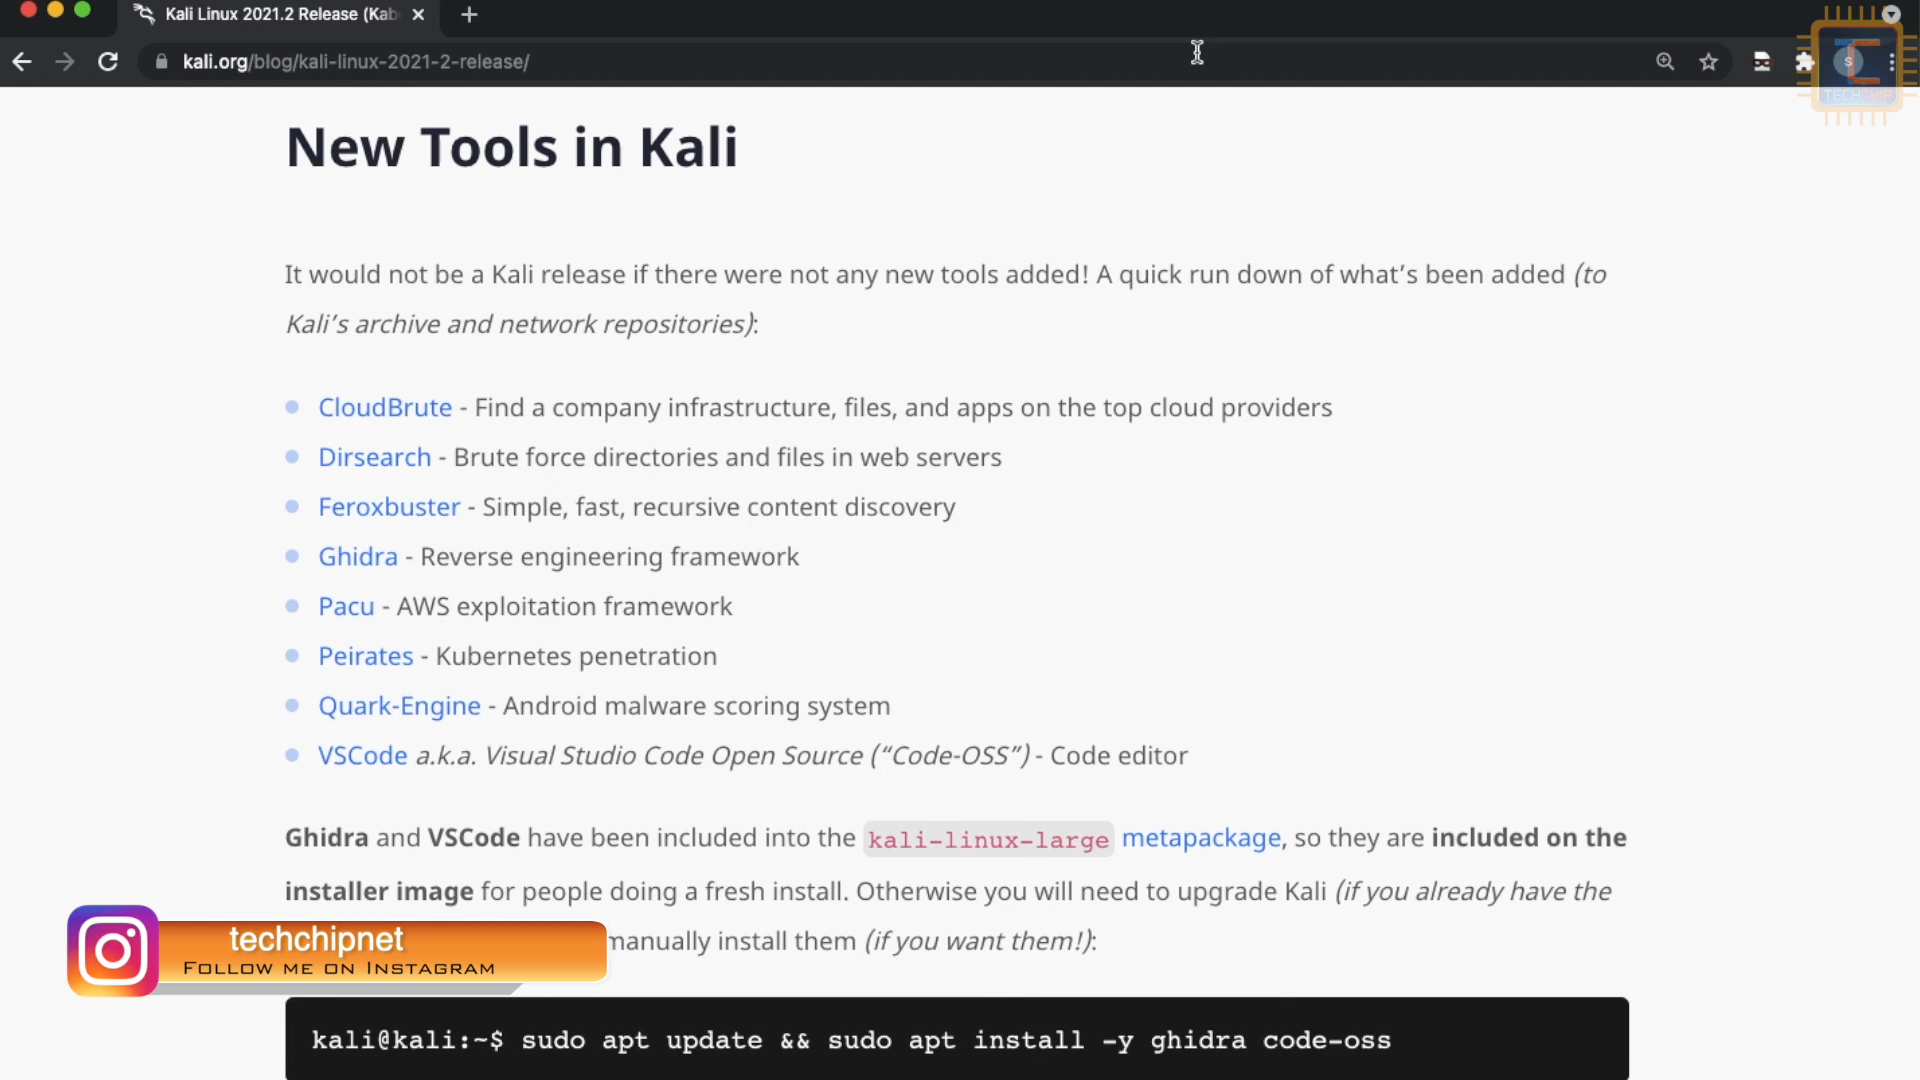 Kali Linux 2021.2 Release (Kab
kali.org/blog/kali-linux-2021-2-release/
S
TECHCHIP
New Tools in Kali
It would not be a Kali release if there were not any new tools added! A quick run down of what’s been added (to
Kali’s archive and network repositories):
CloudBrute - Find a company infrastructure, files, and apps on the top cloud providers
Dirsearch - Brute force directories and files in web servers
Feroxbuster - Simple, fast, recursive content discovery
Ghidra - Reverse engineering framework
Pacu - AWS exploitation framework
Peirates - Kubernetes penetration
Quark-Engine - Android malware scoring system
VSCode a.k.a. Visual Studio Code Open Source (“Code-OSS”) - Code editor
Ghidra and VSCode have been included into the kali-linux-large metapackage, so they are included on the
installer image for people doing a fresh install. Otherwise you will need to upgrade Kali (if you already have the
manually install them (if you want them!):
techchipnet
Follow me on Instagram
kali@kali:~$ sudo apt update && sudo apt install -y ghidra code-oss